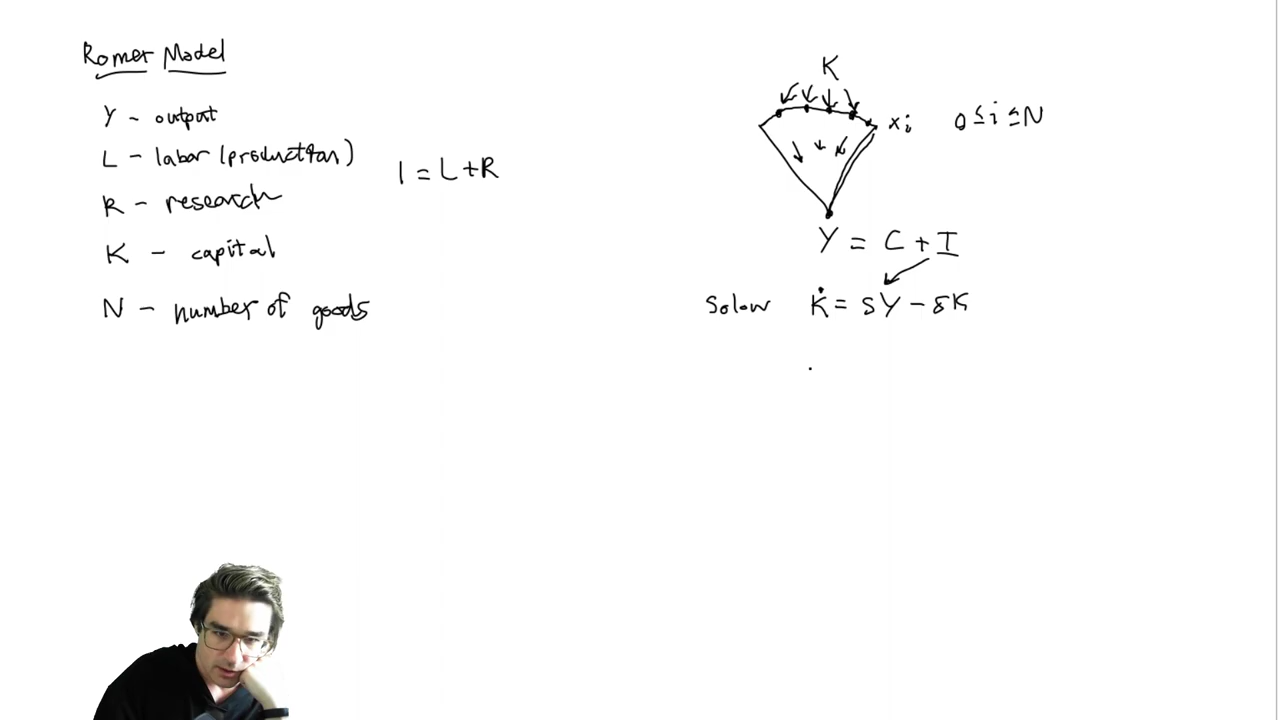 Romer Model
Y - output
L - labor (production)
1 = L + R
R - research
K - capital
N - number of goods
K
xi 0 ≤ i ≤ N
Y = C + I
Solow K̇ = sY - δK